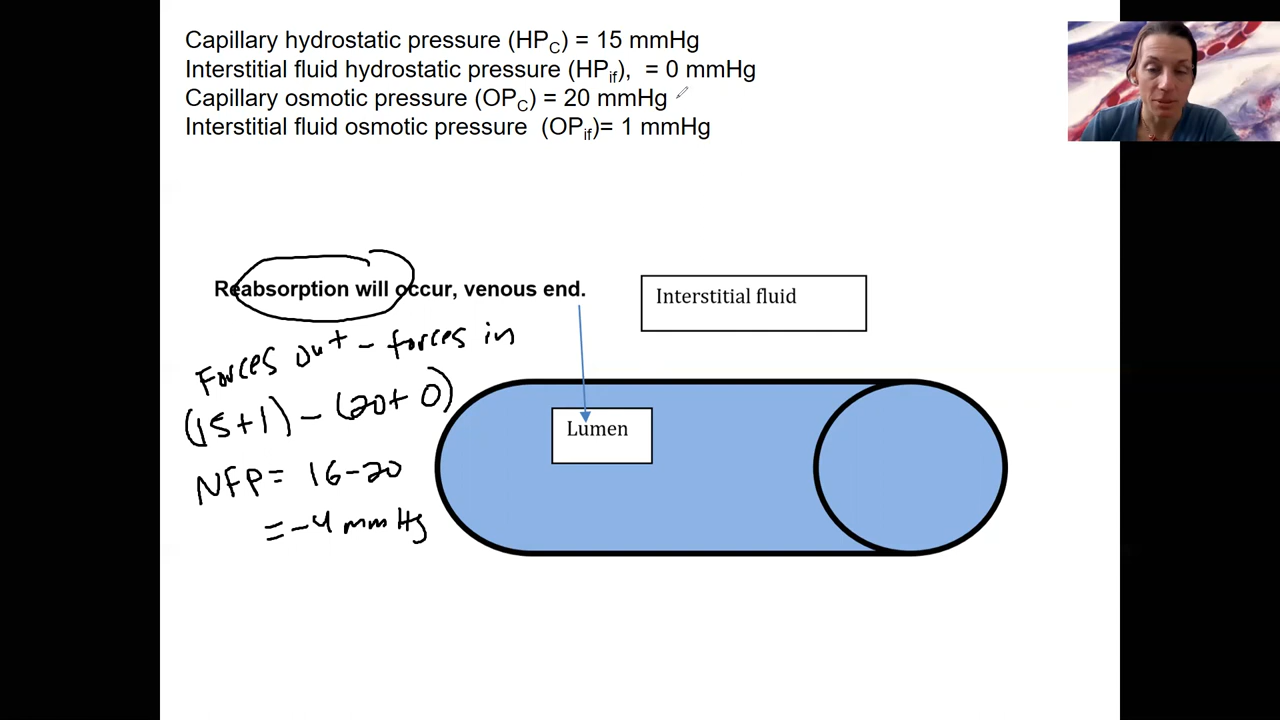 Capillary hydrostatic pressure (HPC) = 15 mmHg
Interstitial fluid hydrostatic pressure (HPif),  = 0 mmHg
Capillary osmotic pressure (OPC) = 20 mmHg
Interstitial fluid osmotic pressure  (OPif)= 1 mmHg
Reabsorption will occur, venous end.
Interstitial fluid
Forces out - forces in
(15+1) - (20+ 0)
Lumen
NFP= 16-20
= -4 mmHg